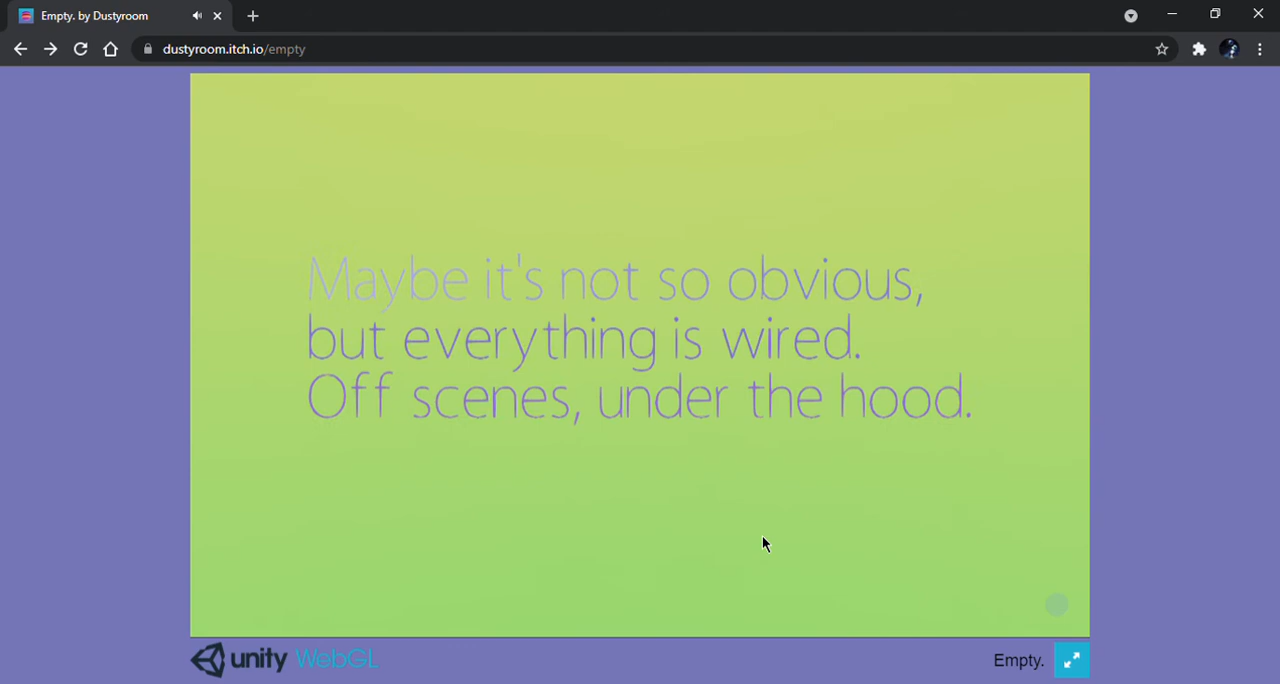 Empty. by Dustyroom
dustyroom.itch.io/empty
Maybe it's not so obvious,
but everything is wired.
Off scenes, under the hood.
unity WebGL
Empty.